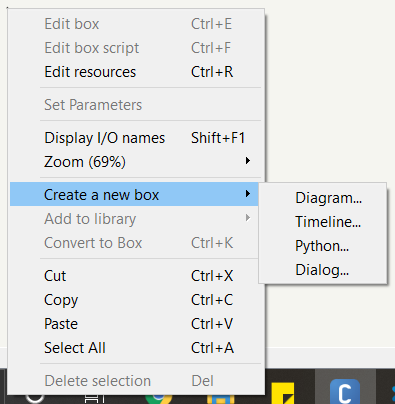 Edit box Ctrl+E
Edit box script Ctrl+F
Edit resources Ctrl+R
Set Parameters
Display I/O names Shift+F1
Zoom (69%)
Create a new box
Add to library
Convert to Box Ctrl+K
Cut Ctrl+X
Copy Ctrl+C
Paste Ctrl+V
Select All Ctrl+A
Delete selection Del
Diagram...
Timeline...
Python...
Dialog...
C